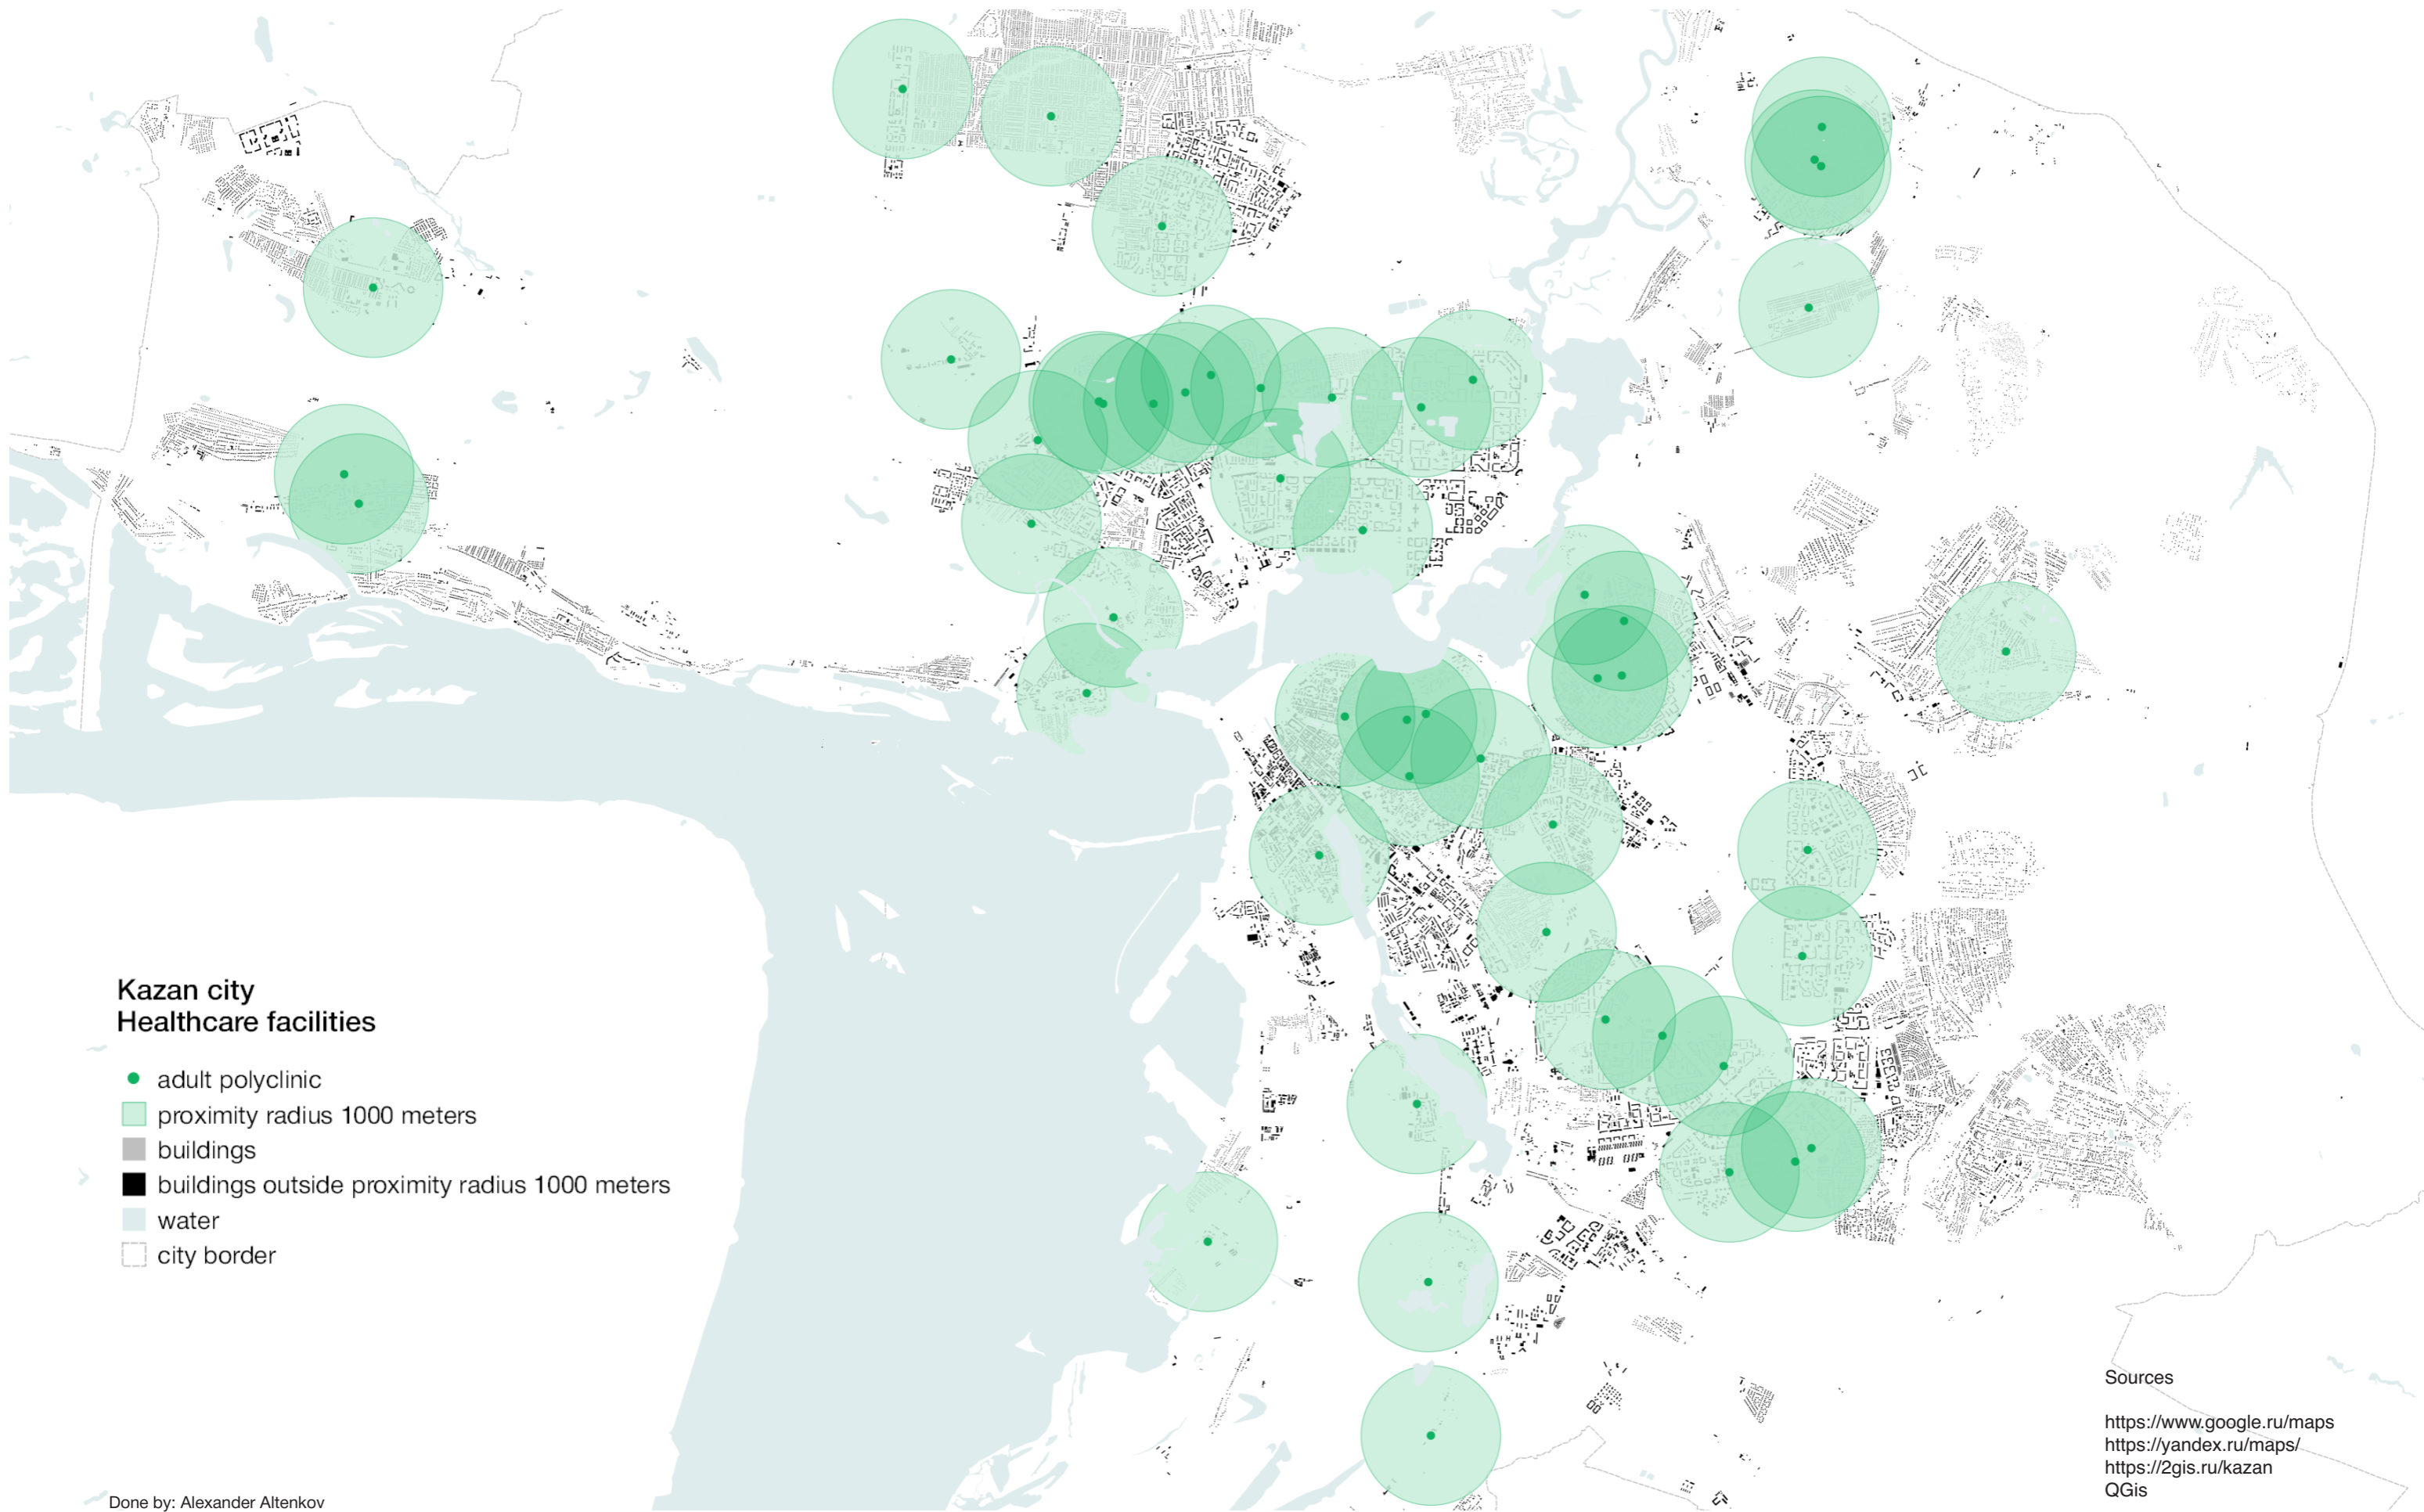 Kazan city
Healthcare facilities
adult polyclinic
proximity radius 1000 meters
buildings
buildings outside proximity radius 1000 meters
water
city border
Sources
https://www.google.ru/maps
https://yandex.ru/maps/
https://2gis.ru/kazan
QGis
Done by: Alexander Altenkov